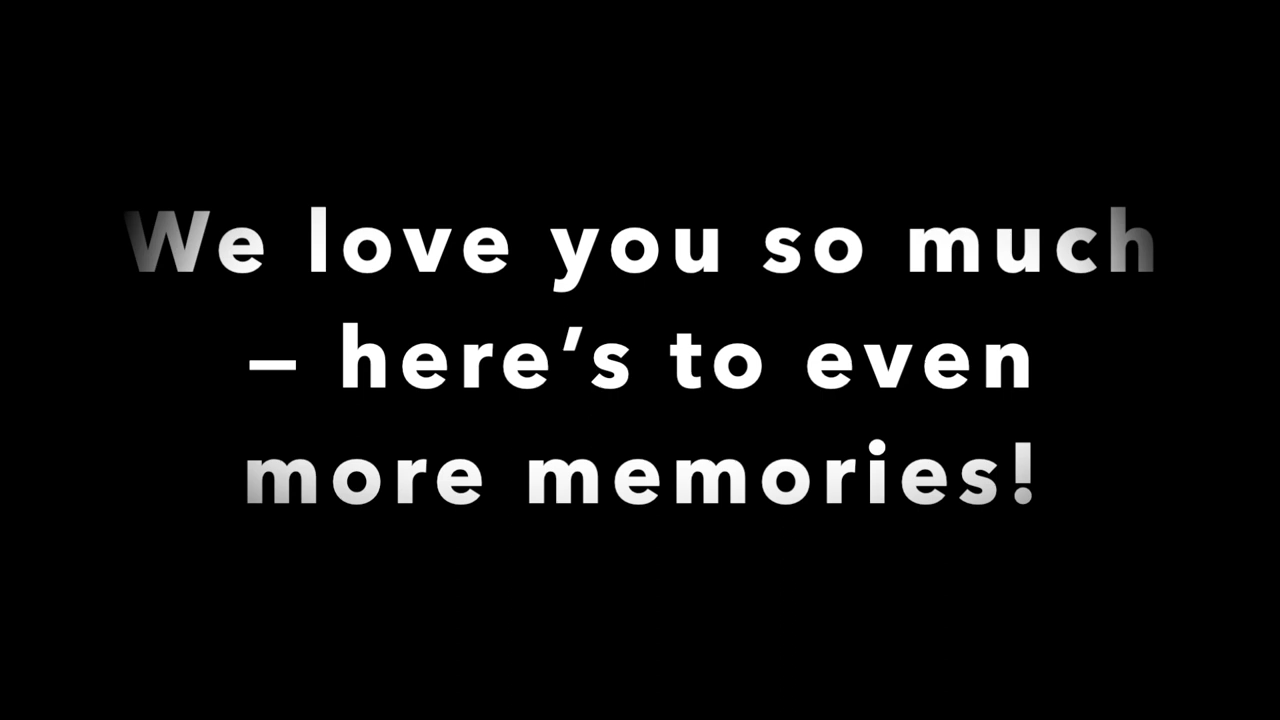 We love you so much
– here’s to even
more memories!